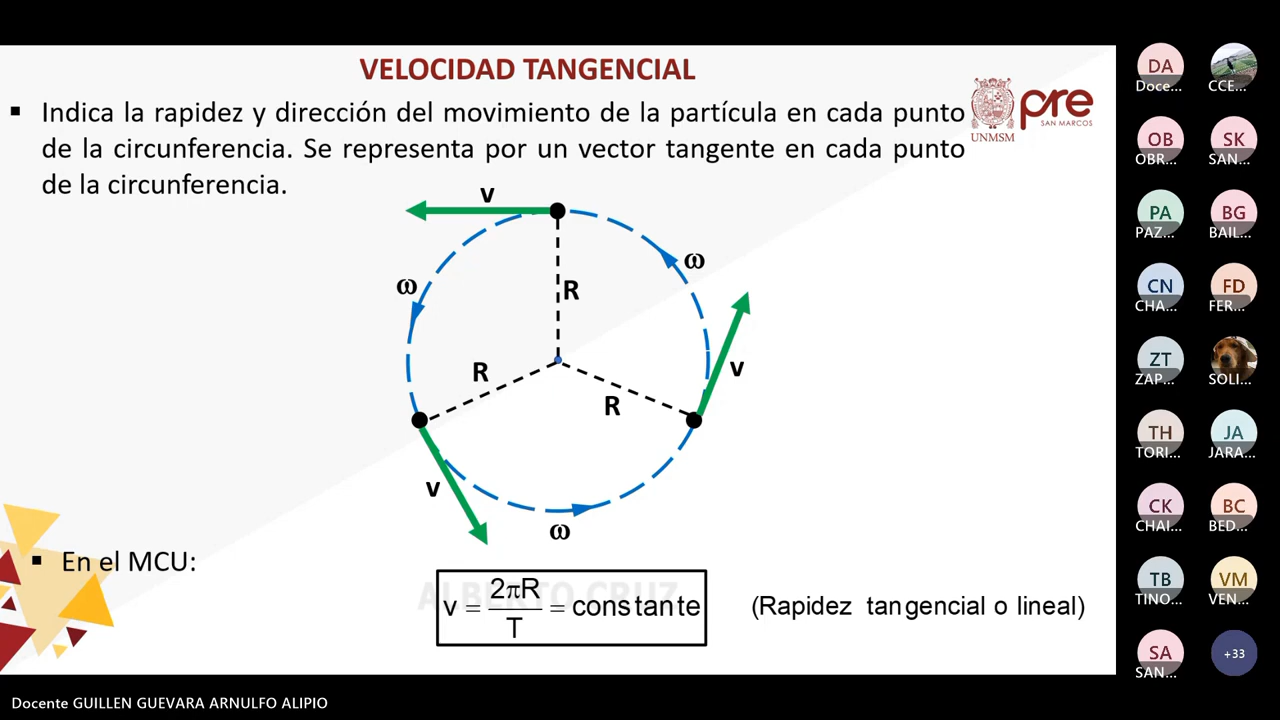 VELOCIDAD TANGENCIAL
▪ Indica la rapidez y dirección del movimiento de la partícula en cada punto
de la circunferencia. Se representa por un vector tangente en cada punto
de la circunferencia.
UNMSM
pre
SAN MARCOS
v
ω
ω
R
R
R
v
v
ω
▪ En el MCU:
ALBERTO CRUZ
v = 2πR/T = constante
(Rapidez tangencial o lineal)
DA
Doce...
CCE...
OB
OBR...
SK
SAN...
PA
PAZ...
BG
BAIL...
CN
CHA...
FD
FER...
ZT
ZAP...
SOLI...
TH
TORI...
JA
JARA...
CK
CHAI...
BC
BED...
TB
TINO...
VM
VEN...
SA
SAN...
+33
Docente GUILLEN GUEVARA ARNULFO ALIPIO